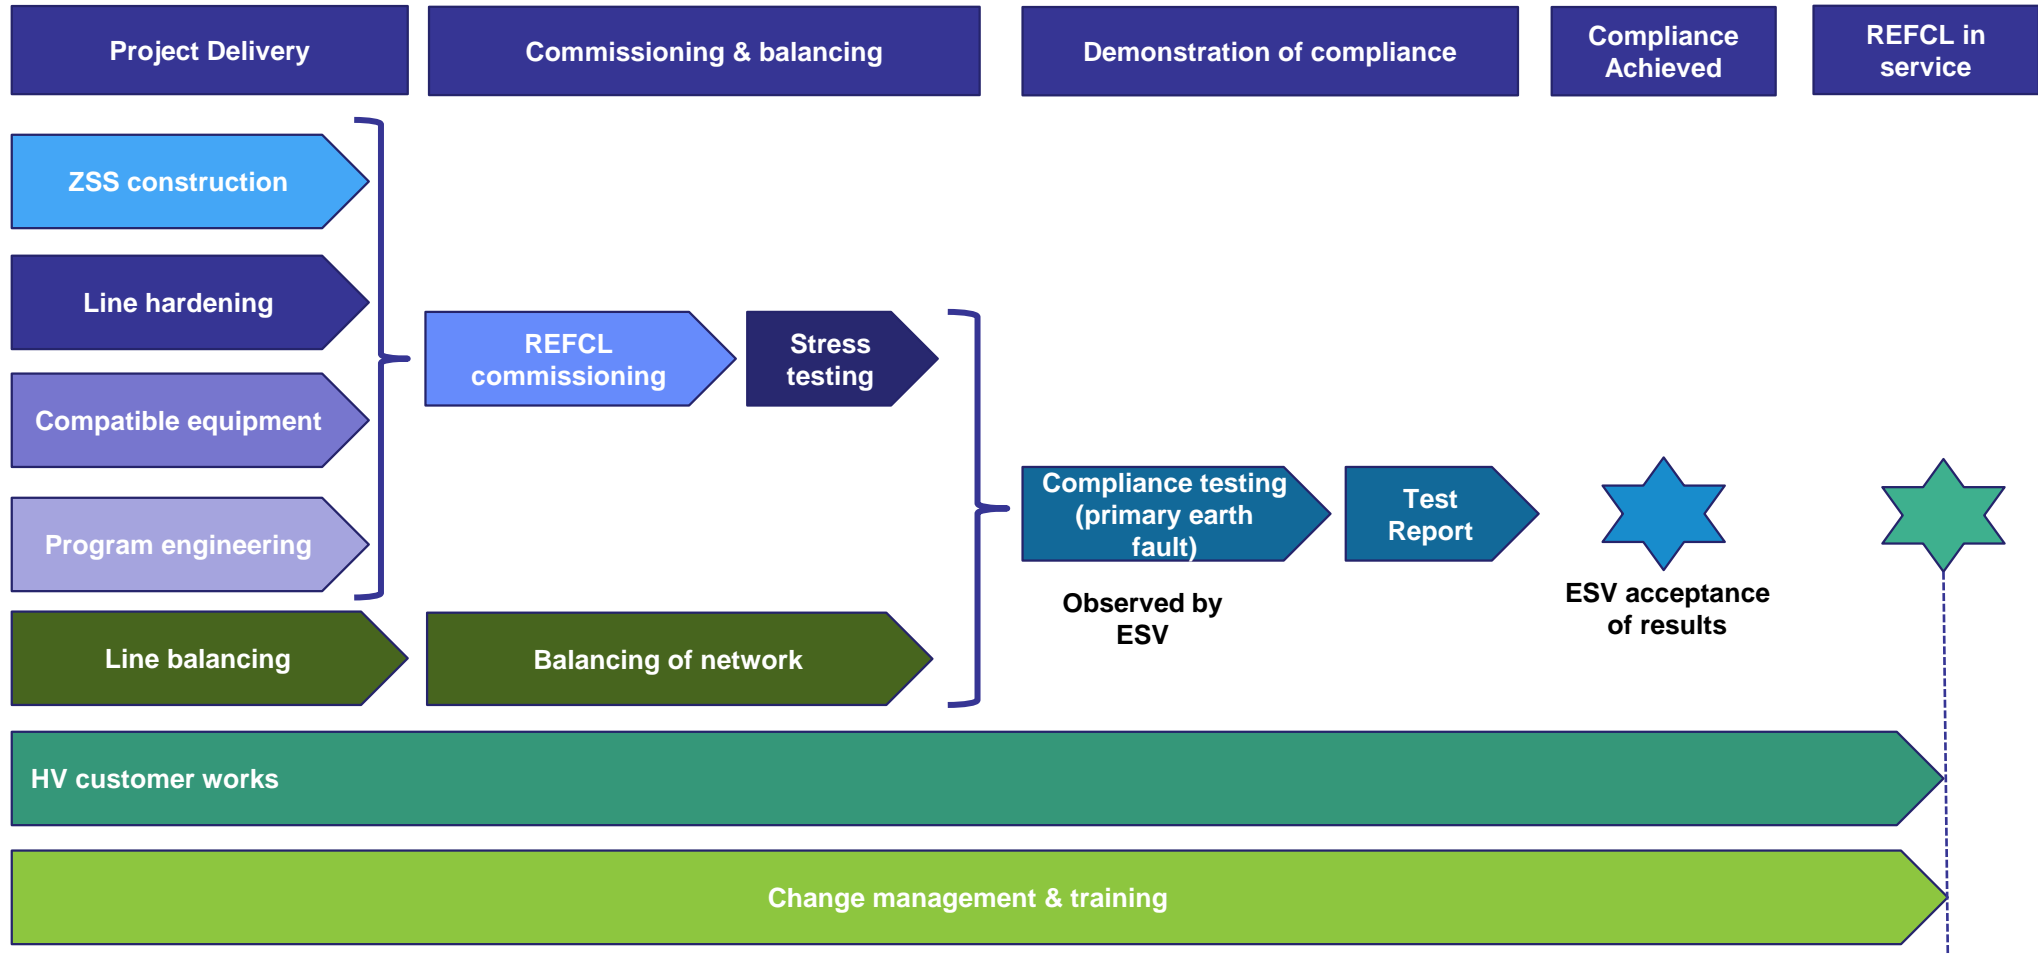 Project Delivery
Commissioning & balancing
Demonstration of compliance
Compliance
Achieved
REFCL in
service
ZSS construction
Line hardening
Compatible equipment
Program engineering
Line balancing
REFCL
commissioning
Stress
testing
Balancing of network
Compliance testing
(primary earth
fault)
Observed by
ESV
Test
Report
ESV acceptance
of results
HV customer works
Change management & training